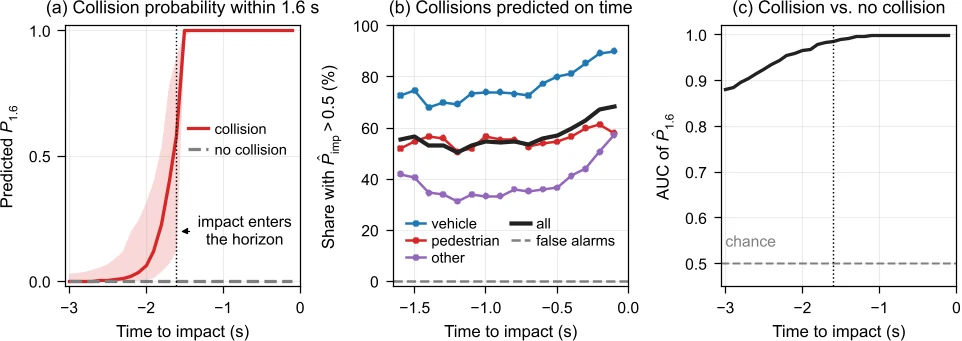 (a) Collision probability within 1.6 s
Predicted P1.6
1.0
0.5
0.0
collision
no collision
impact enters
the horizon
−3
−2
−1
0
Time to impact (s)
(b) Collisions predicted on time
Share with P̂imp > 0.5 (%)
100
80
60
40
20
0
vehicle
pedestrian
other
all
false alarms
−1.5
−1.0
−0.5
0.0
Time to impact (s)
(c) Collision vs. no collision
AUC of P̂1.6
1.0
0.9
0.8
0.7
0.6
0.5
chance
−3
−2
−1
0
Time to impact (s)